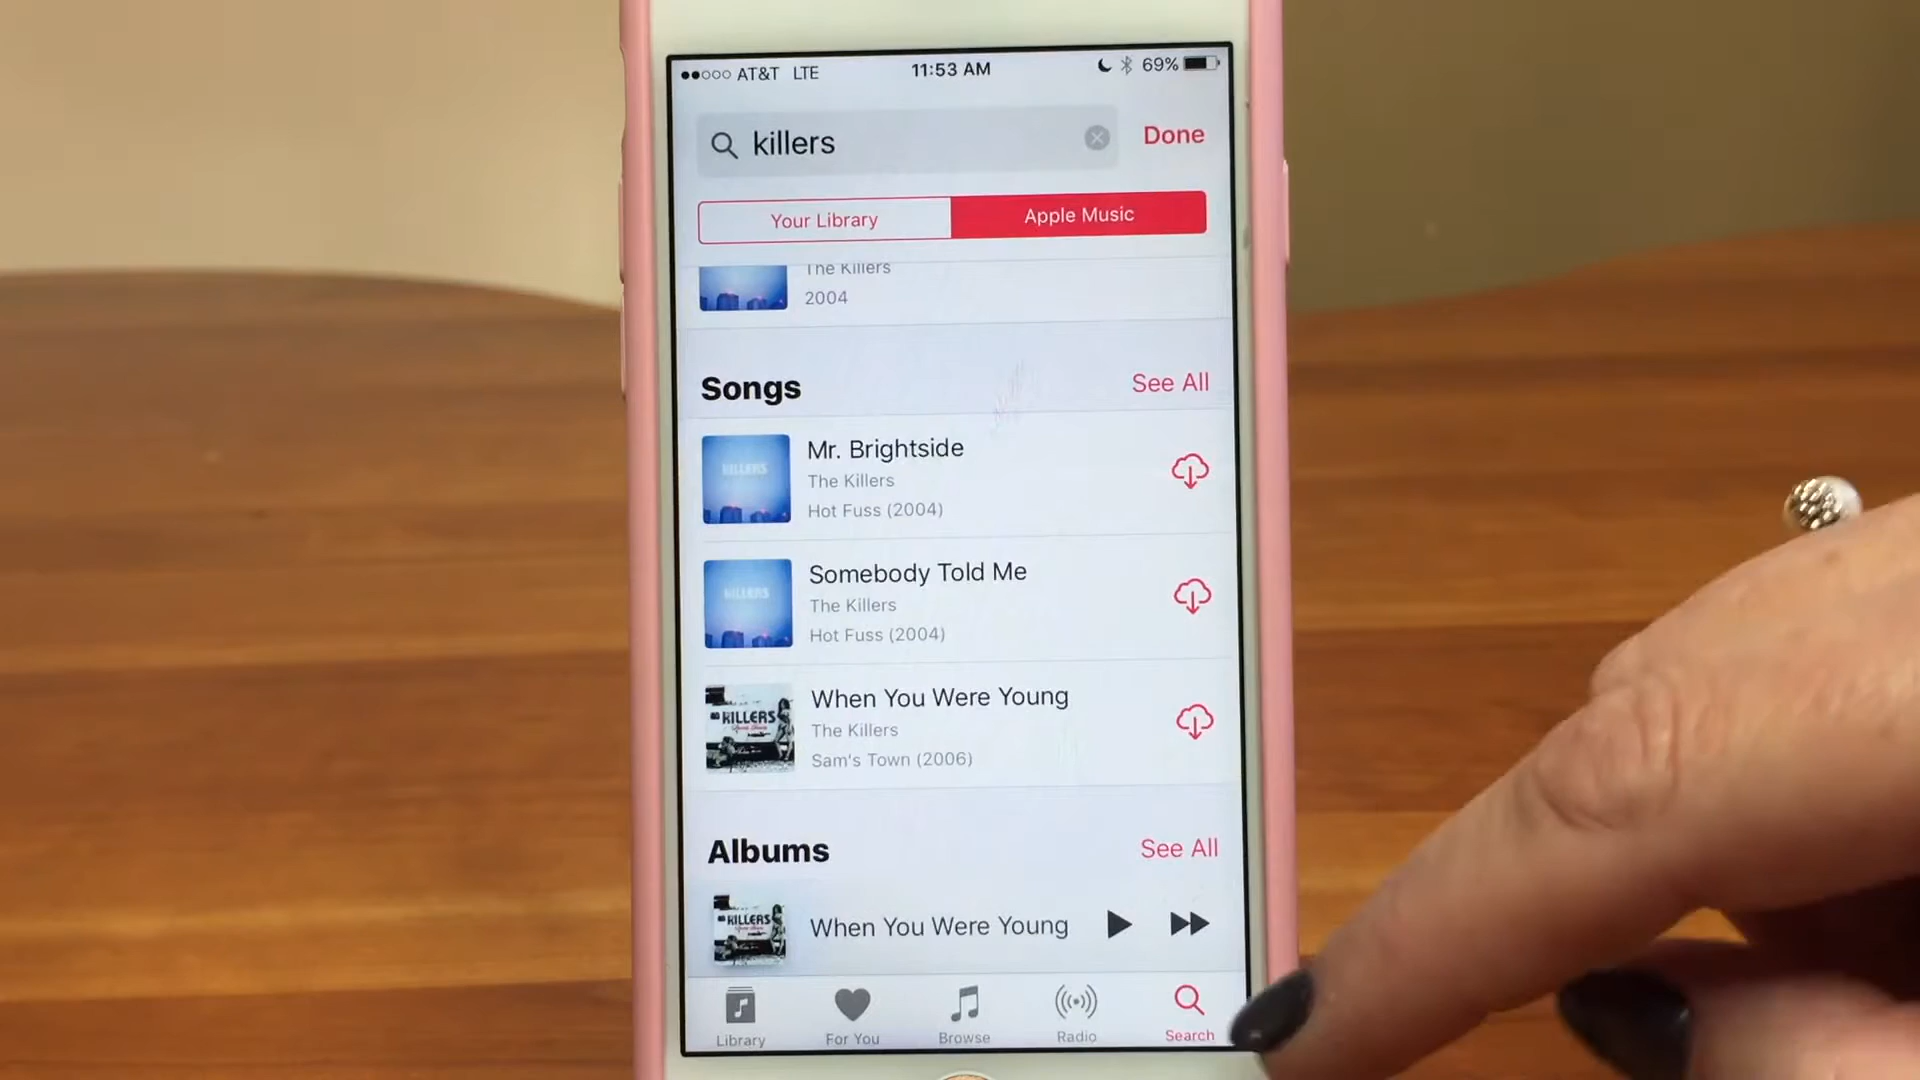 AT&T LTE 11:53 AM 69%
killers Done
Your Library Apple Music
The Killers
2004
Songs See All
KILLERS
Mr. Brightside
The Killers
Hot Fuss (2004)
KILLERS
Somebody Told Me
The Killers
Hot Fuss (2004)
KILLERS
When You Were Young
The Killers
Sam's Town (2006)
Albums See All
KILLERS
When You Were Young
Library For You Browse Radio Search